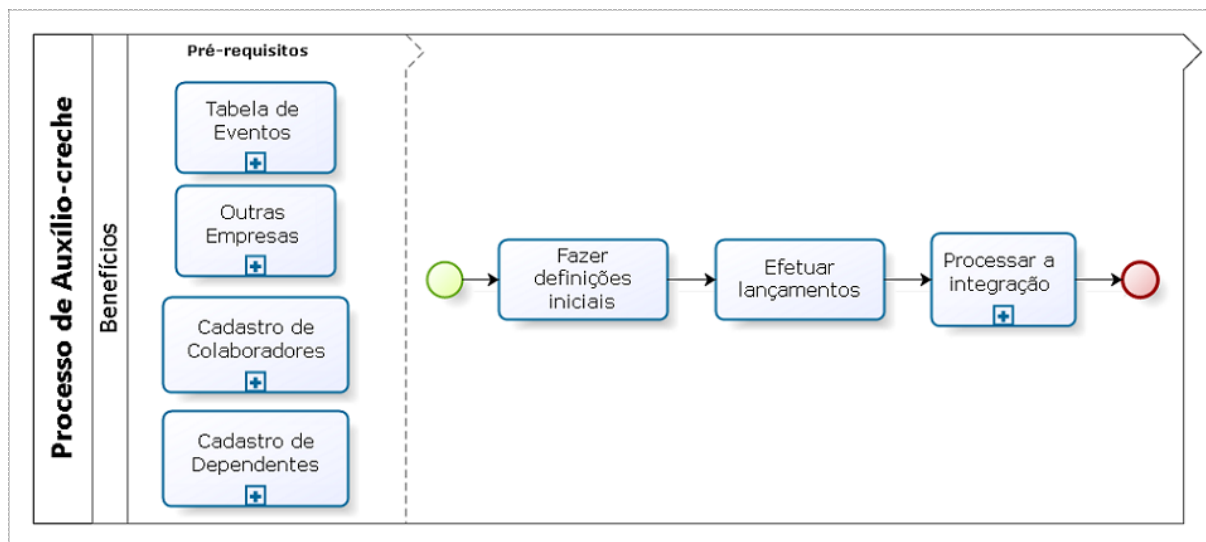 Processo de Auxílio-creche
Benefícios
Pré-requisitos
Tabela de
Eventos
Outras
Empresas
Cadastro de
Colaboradores
Cadastro de
Dependentes
Fazer
definições
iniciais
Efetuar
lançamentos
Processar a
integração